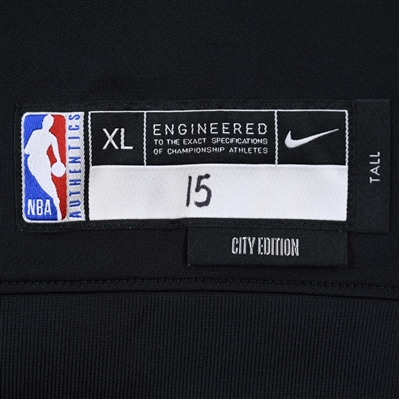 NBA
AUTHENTICS
XL
ENGINEERED
TO THE EXACT SPECIFICATIONS
OF CHAMPIONSHIP ATHLETES
TALL
15
CITY EDITION